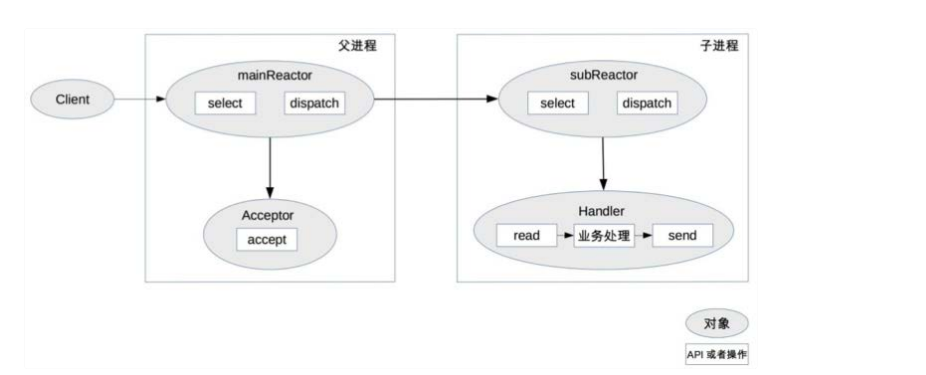 父进程
子进程
Client
mainReactor
select
dispatch
subReactor
select
dispatch
Acceptor
accept
Handler
read
业务处理
send
对象
API 或者操作